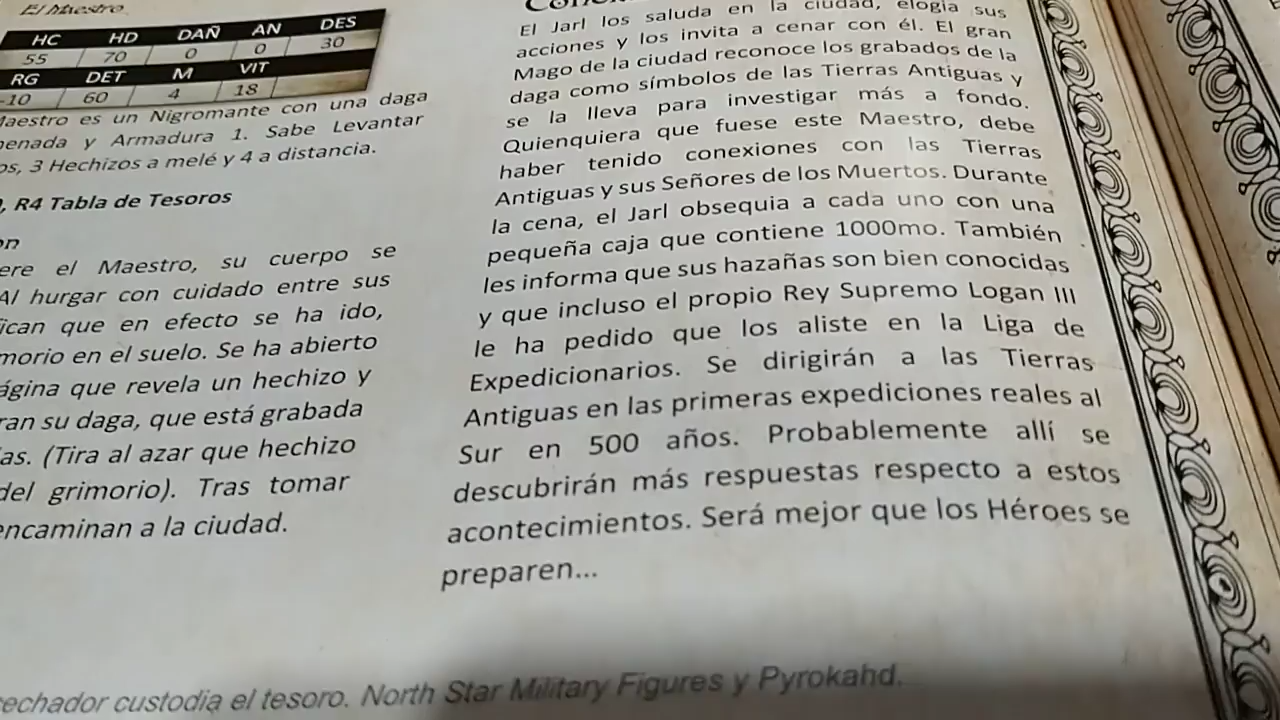 El Maestro
HC HD DAÑ AN DES
55 70 0 0 30
RG DET M VIT
-10 60 4 18
Maestro es un Nigromante con una daga
enada y Armadura 1. Sabe Levantar
os, 3 Hechizos a melé y 4 a distancia.
, R4 Tabla de Tesoros
ón
ere el Maestro, su cuerpo se
Al hurgar con cuidado entre sus
ican que en efecto se ha ido,
morio en el suelo. Se ha abierto
ágina que revela un hechizo y
ran su daga, que está grabada
as. (Tira al azar que hechizo
del grimorio). Tras tomar
encaminan a la ciudad.
El Jarl los saluda en la ciudad, elogia sus
acciones y los invita a cenar con él. El gran
Mago de la ciudad reconoce los grabados de la
daga como símbolos de las Tierras Antiguas y
se la lleva para investigar más a fondo.
Quienquiera que fuese este Maestro, debe
haber tenido conexiones con las Tierras
Antiguas y sus Señores de los Muertos. Durante
la cena, el Jarl obsequia a cada uno con una
pequeña caja que contiene 1000mo. También
les informa que sus hazañas son bien conocidas
y que incluso el propio Rey Supremo Logan III
le ha pedido que los aliste en la Liga de
Expedicionarios. Se dirigirán a las Tierras
Antiguas en las primeras expediciones reales al
Sur en 500 años. Probablemente allí se
descubrirán más respuestas respecto a estos
acontecimientos. Será mejor que los Héroes se
preparen...
echador custodia el tesoro. North Star Military Figures y Pyrokahd.